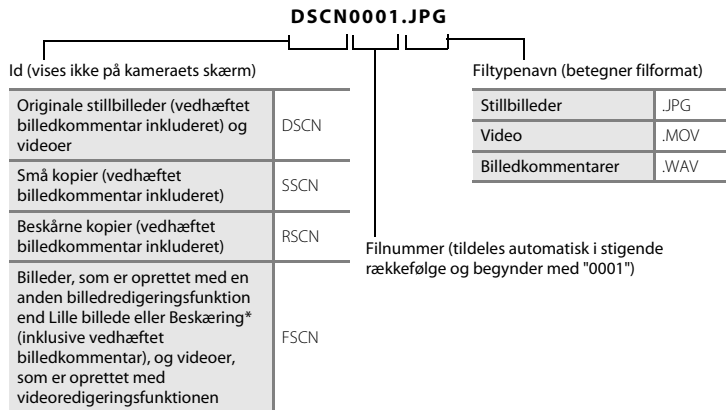 DSCN0001.JPG
Id (vises ikke på kameraets skærm)
Originale stillbilleder (vedhæftet
billedkommentar inkluderet) og
videoer
DSCN
Små kopier (vedhæftet
billedkommentar inkluderet)
SSCN
Beskårne kopier (vedhæftet
billedkommentar inkluderet)
RSCN
Billeder, som er oprettet med en
anden billedredigeringsfunktion
end Lille billede eller Beskæring*
(inklusive vedhæftet
billedkommentar), og videoer,
som er oprettet med
videoredigeringsfunktionen
FSCN
Filtypenavn (betegner filformat)
Stillbilleder
.JPG
Video
.MOV
Billedkommentarer
.WAV
Filnummer (tildeles automatisk i stigende
rækkefølge og begynder med "0001")